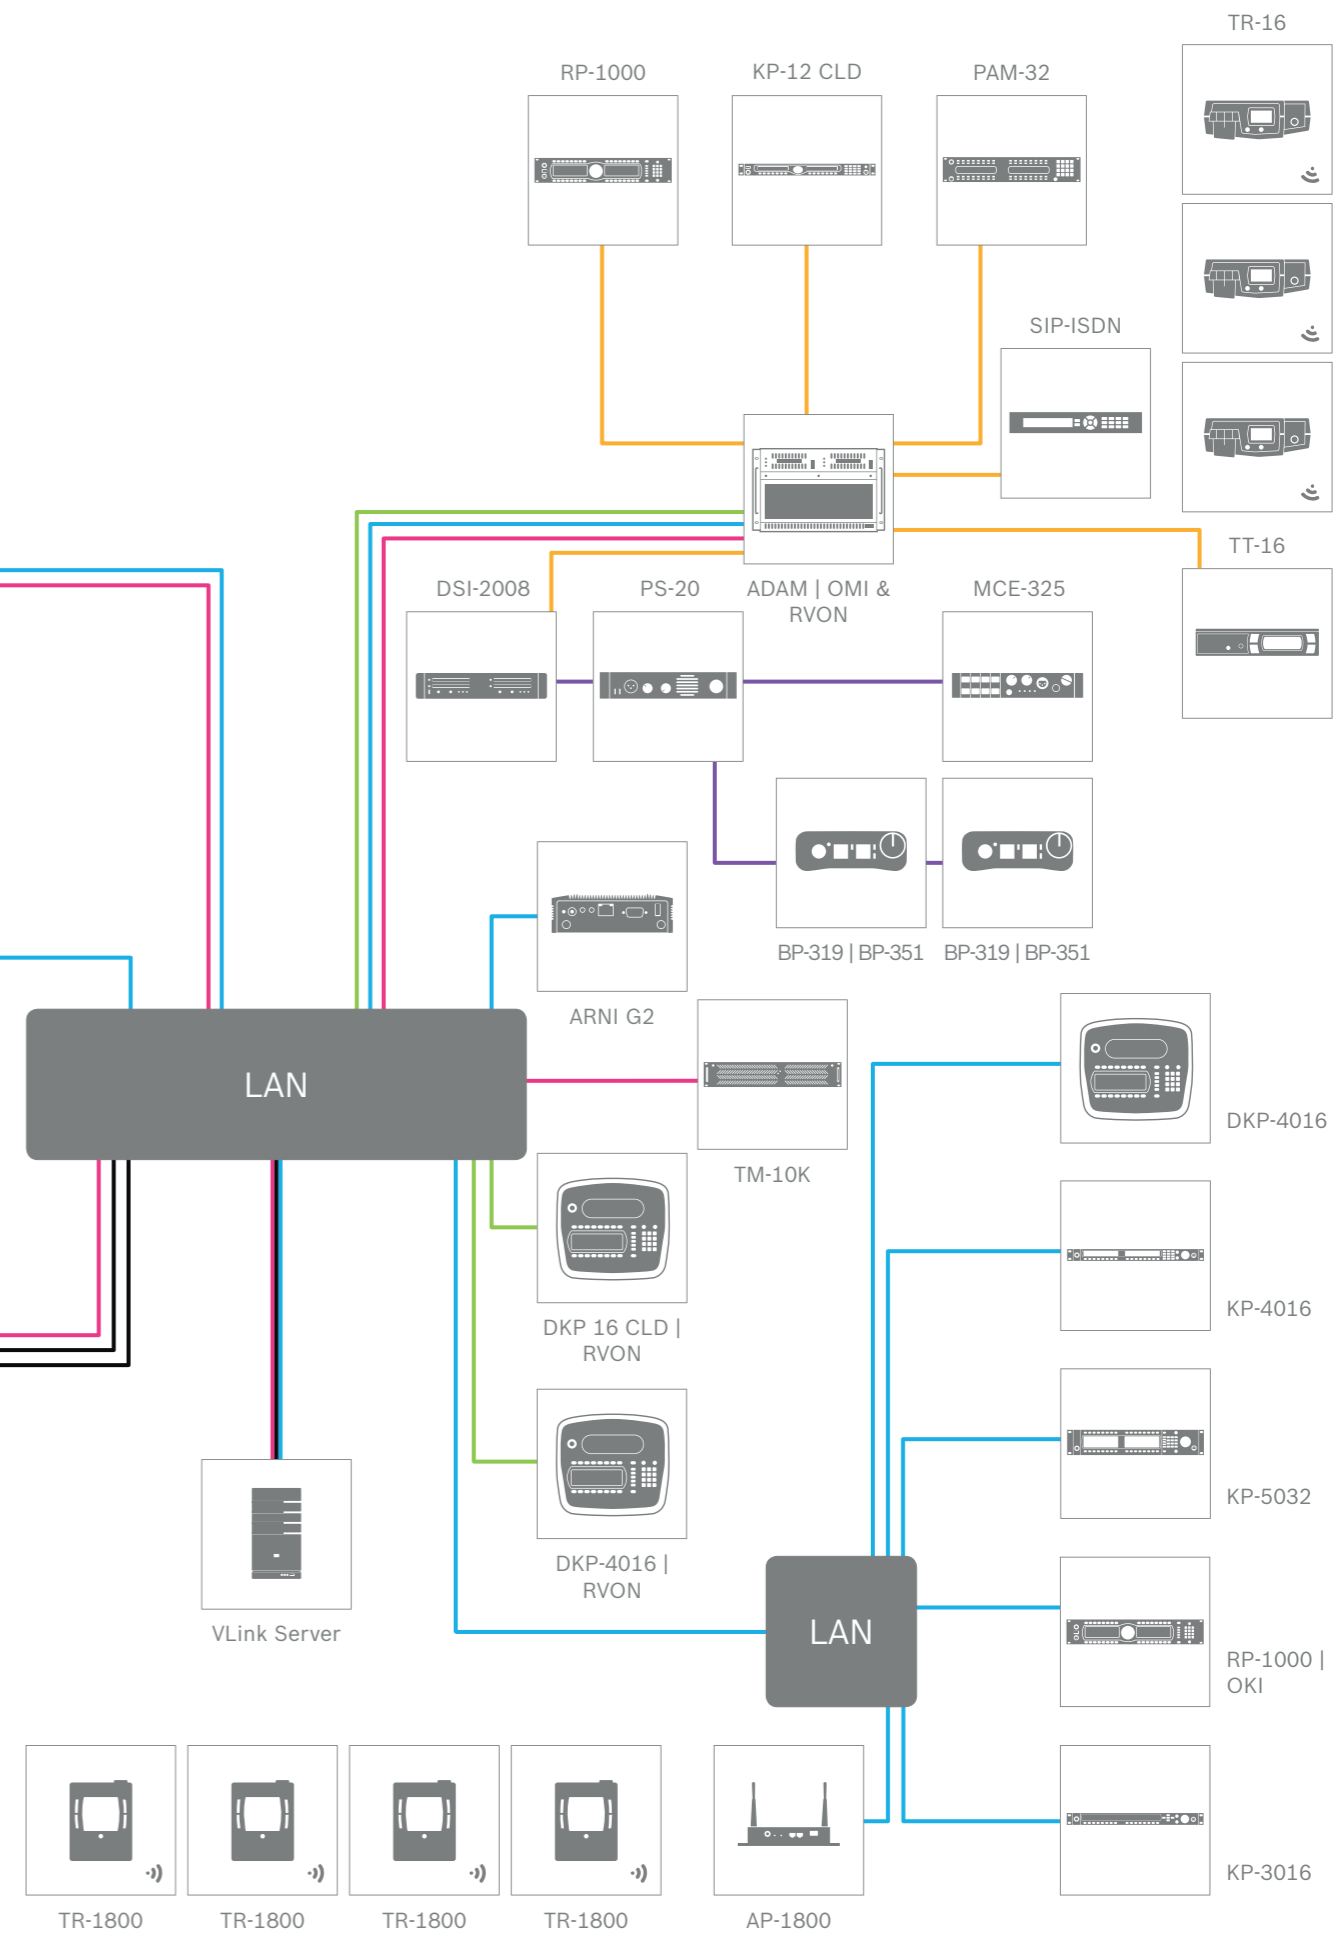 TR-16
RP-1000
KP-12 CLD
PAM-32
SIP-ISDN
TT-16
DSI-2008
PS-20
ADAM | OMI &
RVON
MCE-325
BP-319 | BP-351
BP-319 | BP-351
ARNI G2
LAN
TM-10K
DKP-4016
DKP 16 CLD |
RVON
KP-4016
KP-5032
DKP-4016 |
RVON
VLink Server
LAN
RP-1000 |
OKI
KP-3016
TR-1800
TR-1800
TR-1800
TR-1800
AP-1800